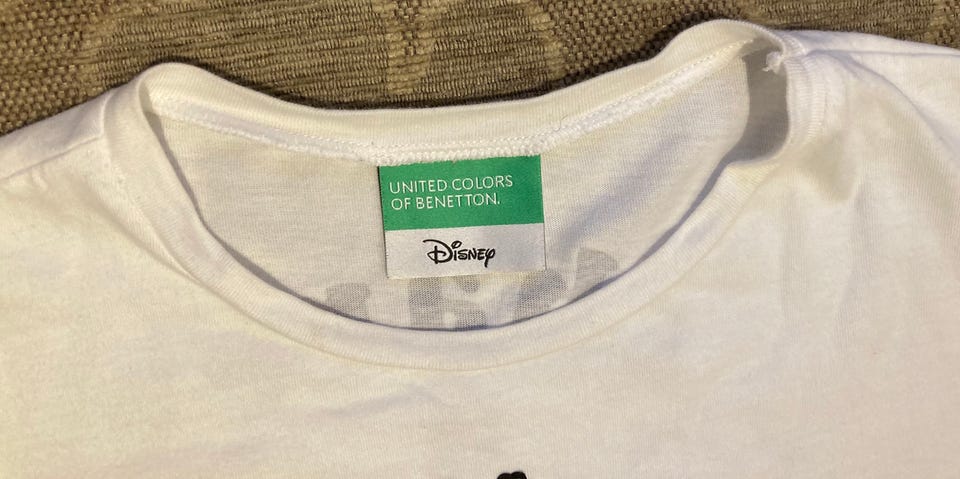 UNITED COLORS
OF BENETTON.
Disney